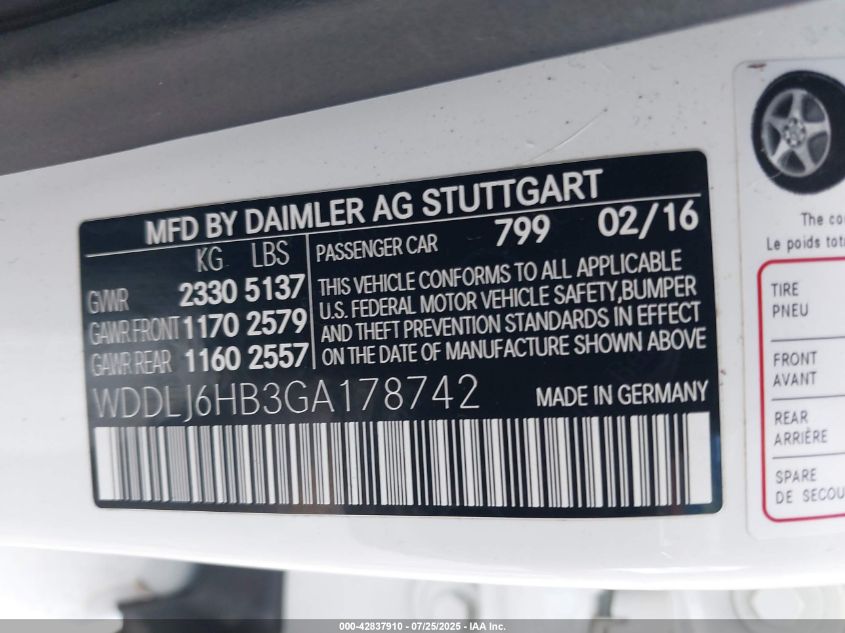 MFD BY DAIMLER AG STUTTGART
KG LBS
GVWR 2330 5137
GAWR FRONT 1170 2579
GAWR REAR 1160 2557
PASSENGER CAR 799 02/16
THIS VEHICLE CONFORMS TO ALL APPLICABLE
U.S. FEDERAL MOTOR VEHICLE SAFETY,BUMPER
AND THEFT PREVENTION STANDARDS IN EFFECT
ON THE DATE OF MANUFACTURE SHOWN ABOVE
WDDLJ6HB3GA178742
MADE IN GERMANY
The co
Le poids tot
TIRE
PNEU
FRONT
AVANT
REAR
ARRIÈRE
SPARE
DE SECOU
000-42837910 - 07/25/2025 - IAA Inc.